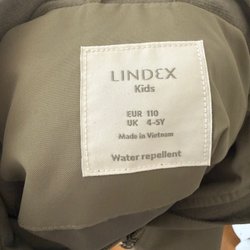 LINDEX
Kids
EUR 110
UK 4-5Y
Made in Vietnam
Water repellent